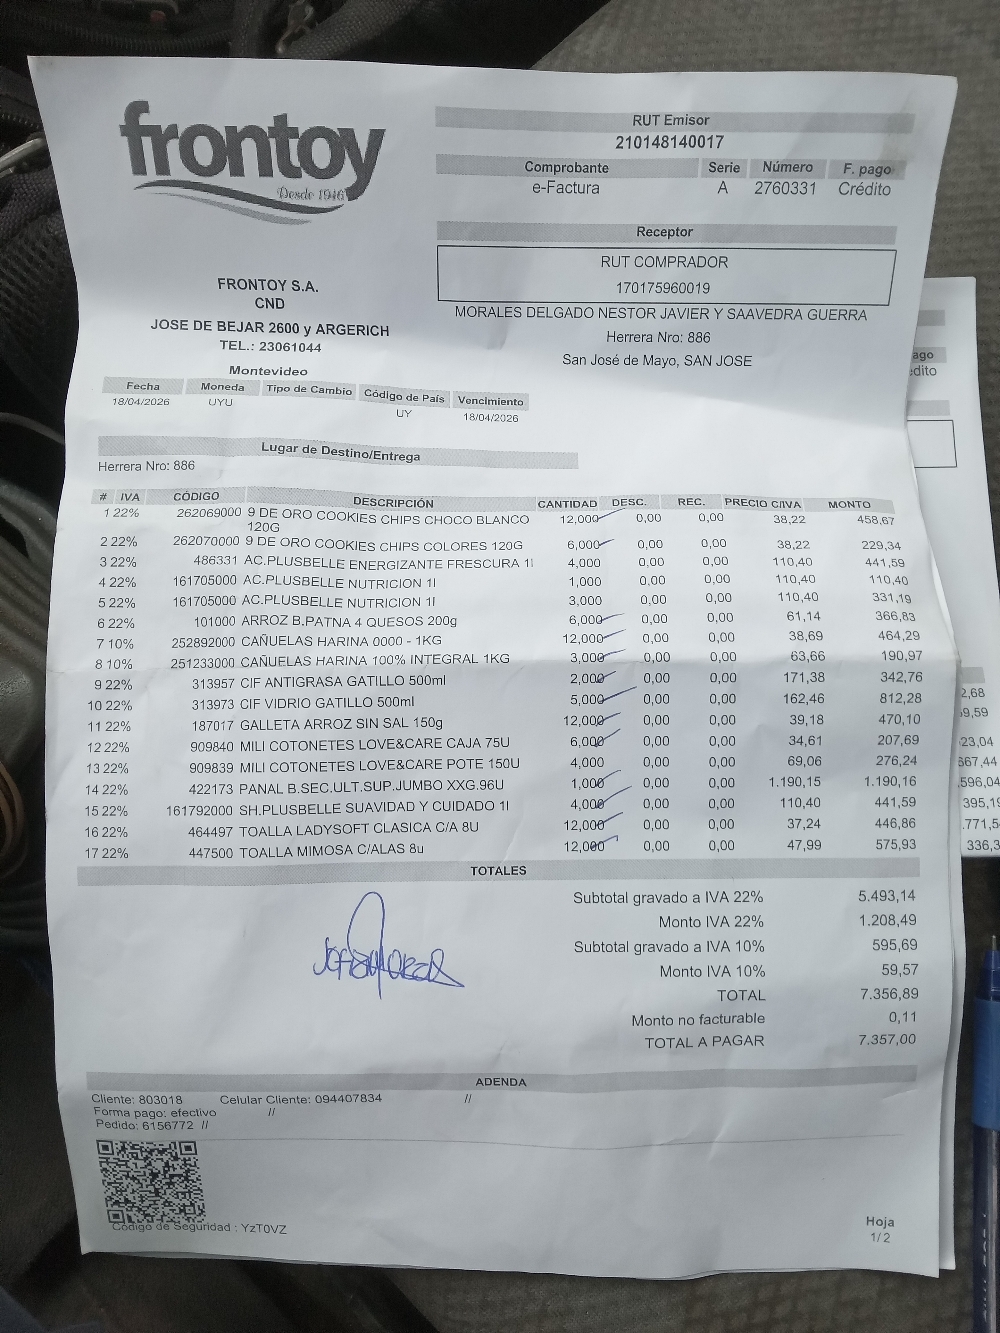 frontoy
Desde 1946
RUT Emisor
210148140017
Comprobante Serie Número F. pago
e-Factura A 2760331 Crédito
Receptor
RUT COMPRADOR
170175960019
MORALES DELGADO NESTOR JAVIER Y SAAVEDRA GUERRA
Herrera Nro: 886
San José de Mayo, SAN JOSE
FRONTOY S.A.
CND
JOSE DE BEJAR 2600 y ARGERICH
TEL.: 23061044
Montevideo
Fecha Moneda Tipo de Cambio Código de País Vencimiento
18/04/2026 UYU UY 18/04/2026
Lugar de Destino/Entrega
Herrera Nro: 886
# IVA CÓDIGO DESCRIPCIÓN CANTIDAD DESC. REC. PRECIO C/IVA MONTO
1 22% 262069000 9 DE ORO COOKIES CHIPS CHOCO BLANCO 12,000 0,00 0,00 38,22 458,67
120G
2 22% 262070000 9 DE ORO COOKIES CHIPS COLORES 120G 6,000 0,00 0,00 38,22 229,34
3 22% 486331 AC.PLUSBELLE ENERGIZANTE FRESCURA 1l 4,000 0,00 0,00 110,40 441,59
4 22% 161705000 AC.PLUSBELLE NUTRICION 1l 1,000 0,00 0,00 110,40 110,40
5 22% 161705000 AC.PLUSBELLE NUTRICION 1l 3,000 0,00 0,00 110,40 331,19
6 22% 101000 ARROZ B.PATNA 4 QUESOS 200g 6,000 0,00 0,00 61,14 366,83
7 10% 252892000 CAÑUELAS HARINA 0000 - 1KG 12,000 0,00 0,00 38,69 464,29
8 10% 251233000 CAÑUELAS HARINA 100% INTEGRAL 1KG 3,000 0,00 0,00 63,66 190,97
9 22% 313957 CIF ANTIGRASA GATILLO 500ml 2,000 0,00 0,00 171,38 342,76
10 22% 313973 CIF VIDRIO GATILLO 500ml 5,000 0,00 0,00 162,46 812,28
11 22% 187017 GALLETA ARROZ SIN SAL 150g 12,000 0,00 0,00 39,18 470,10
12 22% 909840 MILI COTONETES LOVE&CARE CAJA 75U 6,000 0,00 0,00 34,61 207,69
13 22% 909839 MILI COTONETES LOVE&CARE POTE 150U 4,000 0,00 0,00 69,06 276,24
14 22% 422173 PANAL B.SEC.ULT.SUP.JUMBO XXG.96U 1,000 0,00 0,00 1.190,15 1.190,16
15 22% 161792000 SH.PLUSBELLE SUAVIDAD Y CUIDADO 1l 4,000 0,00 0,00 110,40 441,59
16 22% 464497 TOALLA LADYSOFT CLASICA C/A 8U 12,000 0,00 0,00 37,24 446,86
17 22% 447500 TOALLA MIMOSA C/ALAS 8u 12,000 0,00 0,00 47,99 575,93
TOTALES
Subtotal gravado a IVA 22% 5.493,14
Monto IVA 22% 1.208,49
Subtotal gravado a IVA 10% 595,69
Monto IVA 10% 59,57
TOTAL 7.356,89
Monto no facturable 0,11
TOTAL A PAGAR 7.357,00
ADENDA
Cliente: 803018 Celular Cliente: 094407834 //
Forma pago: efectivo //
Pedido: 6156772 //
Código de Seguridad : YzT0VZ
Hoja
1/2
ago
édito
2,68
23,04
667,44
596,04
395,19
336,3